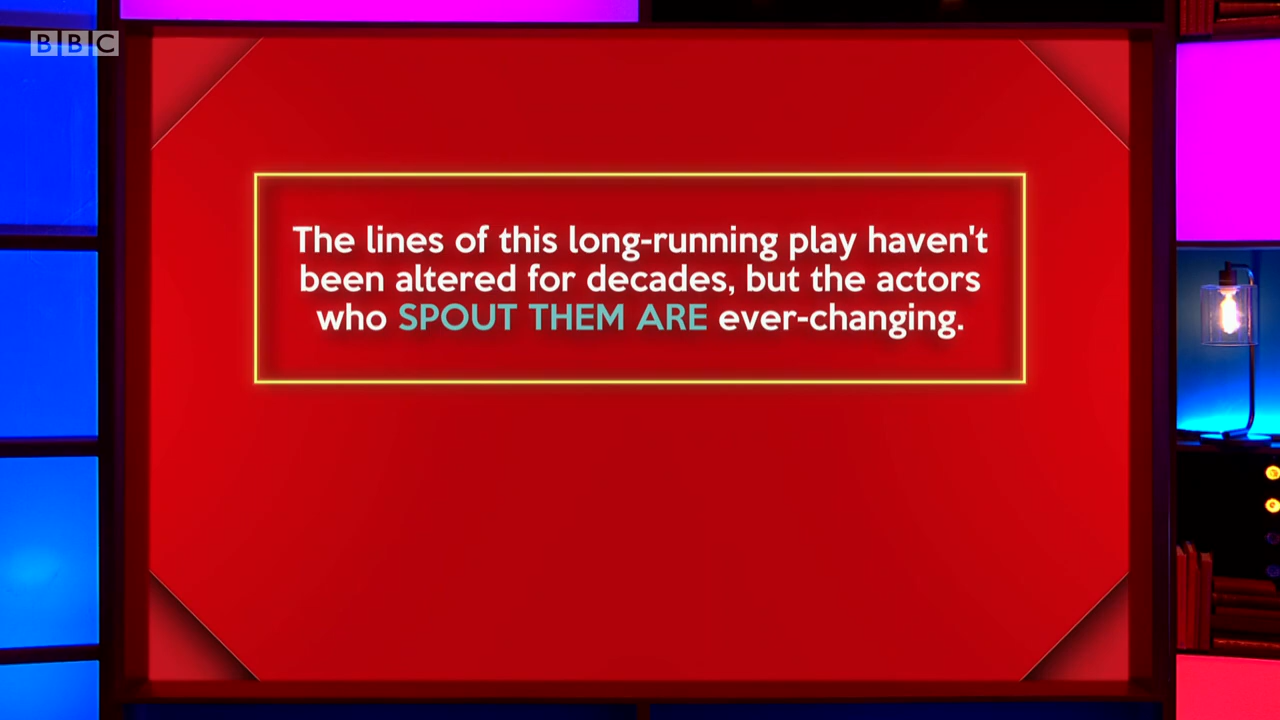 BBC
The lines of this long-running play haven't
been altered for decades, but the actors
who SPOUT THEM ARE ever-changing.